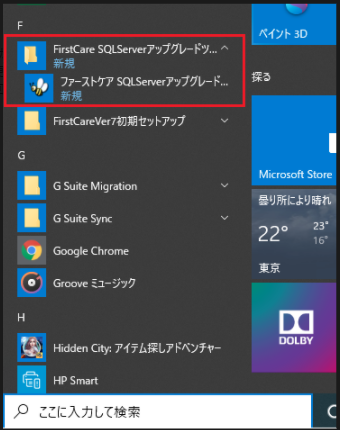 F
FirstCare SQLServerアップグレードツ...
新規
ファーストケア SQLServerアップグレード...
新規
FirstCareVer7初期セットアップ
G
G Suite Migration
G Suite Sync
Google Chrome
Groove ミュージック
H
Hidden City: アイテム探しアドベンチャー
HP Smart
ここに入力して検索
ペイント 3D
探る
Microsoft Store
曇り所により晴れ
22° 23°
16°
東京
DOLBY